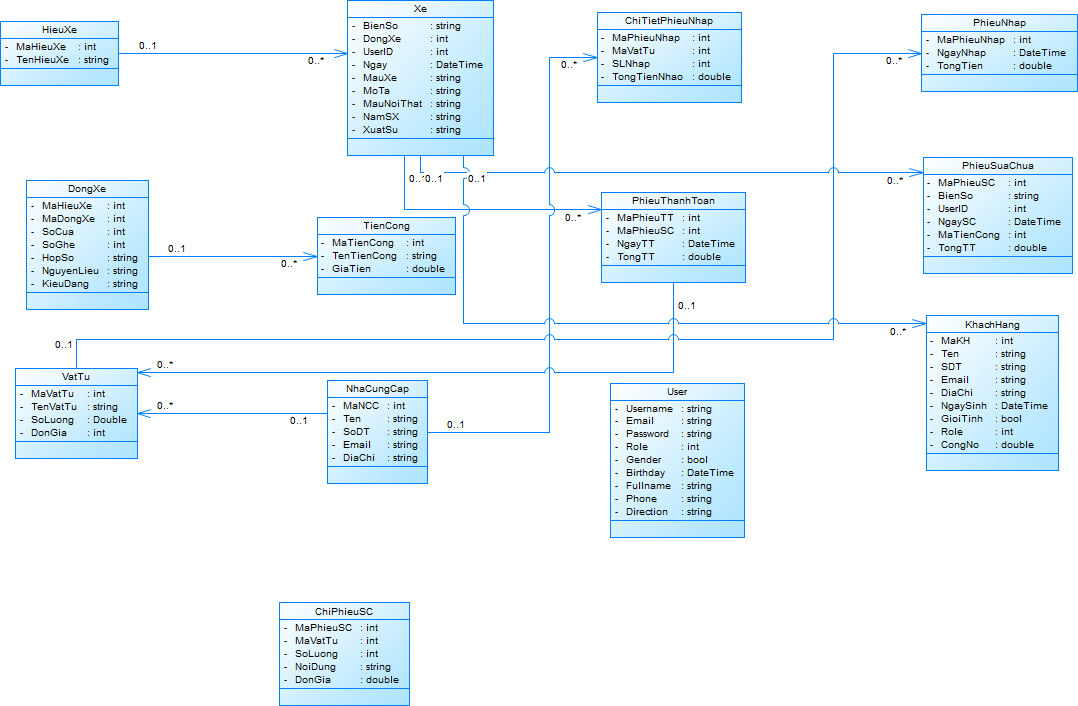 HieuXe
- MaHieuXe : int
- TenHieuXe : string
0..1
0..*
Xe
- BienSo : string
- DongXe : int
- UserID : int
- Ngay : DateTime
- MauXe : string
- MoTa : string
- MauNoiThat : string
- NamSX : string
- XuatSu : string
ChiTietPhieuNhap
- MaPhieuNhap : int
- MaVatTu : int
- SLNhap : int
- TongTienNhao : double
0..*
PhieuNhap
- MaPhieuNhap : int
- NgayNhap : DateTime
- TongTien : double
0..*
0..1
0..1
0..*
PhieuSuaChua
- MaPhieuSC : int
- BienSo : string
- UserID : int
- NgaySC : DateTime
- MaTienCong : int
- TongTT : double
DongXe
- MaHieuXe : int
- MaDongXe : int
- SoCua : int
- SoGhe : int
- HopSo : string
- NguyenLieu : string
- KieuDang : string
0..1
0..*
TienCong
- MaTienCong : int
- TenTienCong : string
- GiaTien : double
0..*
PhieuThanhToan
- MaPhieuTT : int
- MaPhieuSC : int
- NgayTT : DateTime
- TongTT : double
0..1
0..*
KhachHang
- MaKH : int
- Ten : string
- SDT : string
- Email : string
- DiaChi : string
- NgaySinh : DateTime
- GioiTinh : bool
- Role : int
- CongNo : double
0..1
0..*
VatTu
- MaVatTu : int
- TenVatTu : string
- SoLuong : Double
- DonGia : int
0..*
0..1
NhaCungCap
- MaNCC : int
- Ten : string
- SoDT : string
- Email : string
- DiaChi : string
0..1
User
- Username : string
- Email : string
- Password : string
- Role : int
- Gender : bool
- Birthday : DateTime
- Fullname : string
- Phone : string
- Direction : string
ChiPhieuSC
- MaPhieuSC : int
- MaVatTu : int
- SoLuong : int
- NoiDung : string
- DonGia : double